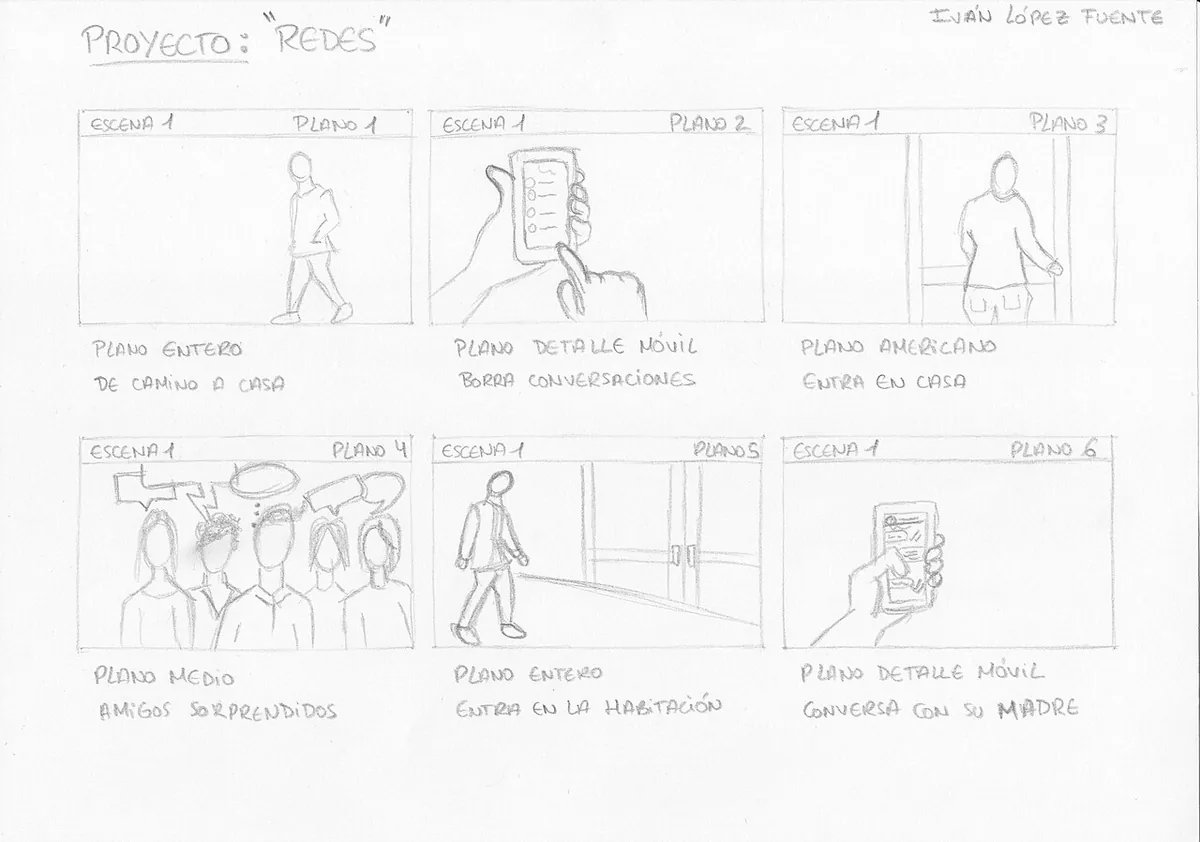 PROYECTO: "REDES"
IVÁN LÓPEZ FUENTE
ESCENA 1 PLANO 1
ESCENA 1 PLANO 2
ESCENA 1 PLANO 3
PLANO ENTERO
DE CAMINO A CASA
PLANO DETALLE MÓVIL
BORRA CONVERSACIONES
PLANO AMERICANO
ENTRA EN CASA
ESCENA 1 PLANO 4
ESCENA 1 PLANO 5
ESCENA 1 PLANO 6
PLANO MEDIO
AMIGOS SORPRENDIDOS
PLANO ENTERO
ENTRA EN LA HABITACIÓN
PLANO DETALLE MÓVIL
CONVERSA CON SU MADRE